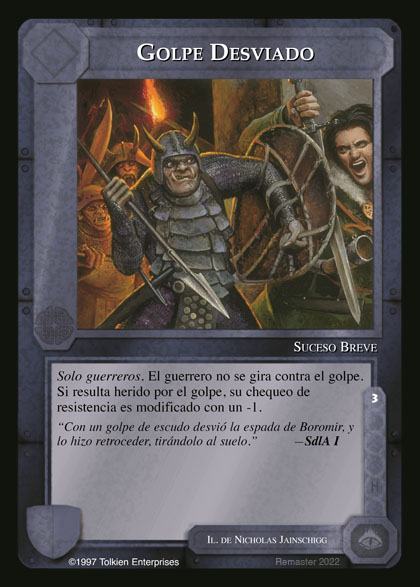 Golpe Desviado
Suceso Breve
Solo guerreros. El guerrero no se gira contra el golpe.
Si resulta herido por el golpe, su chequeo de
resistencia es modificado con un -1.
“Con un golpe de escudo desvió la espada de Boromir, y
lo hizo retroceder, tirándolo al suelo.” —SdlA I
3
H
Il. de Nicholas Jainschigg
©1997 Tolkien Enterprises
Remaster 2022